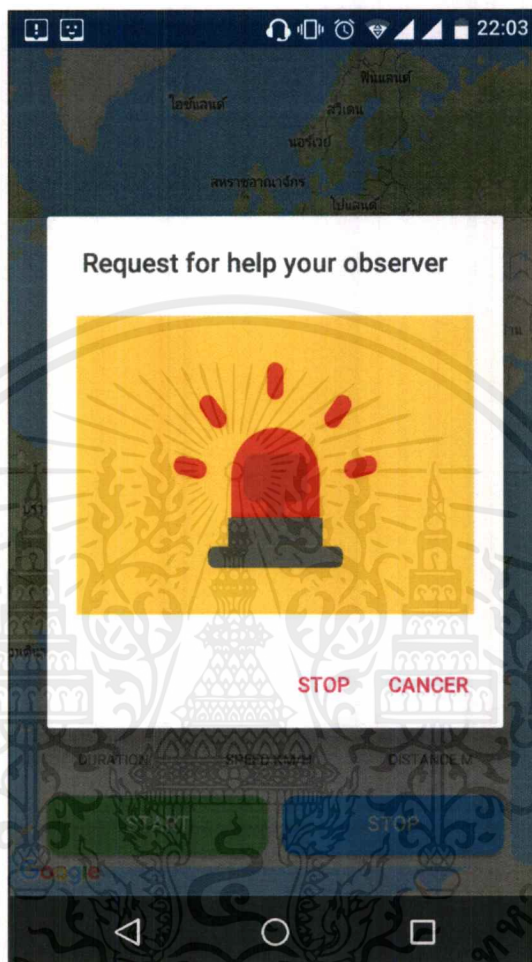 22:03
ฟินแลนด์
ไอซ์แลนด์
สวีเดน
นอร์เวย์
สหราชอาณาจักร
โปแลนด์
Request for help your observer
STOP CANCER
DURATION SPEED KM/H DISTANCE M
START STOP
Google